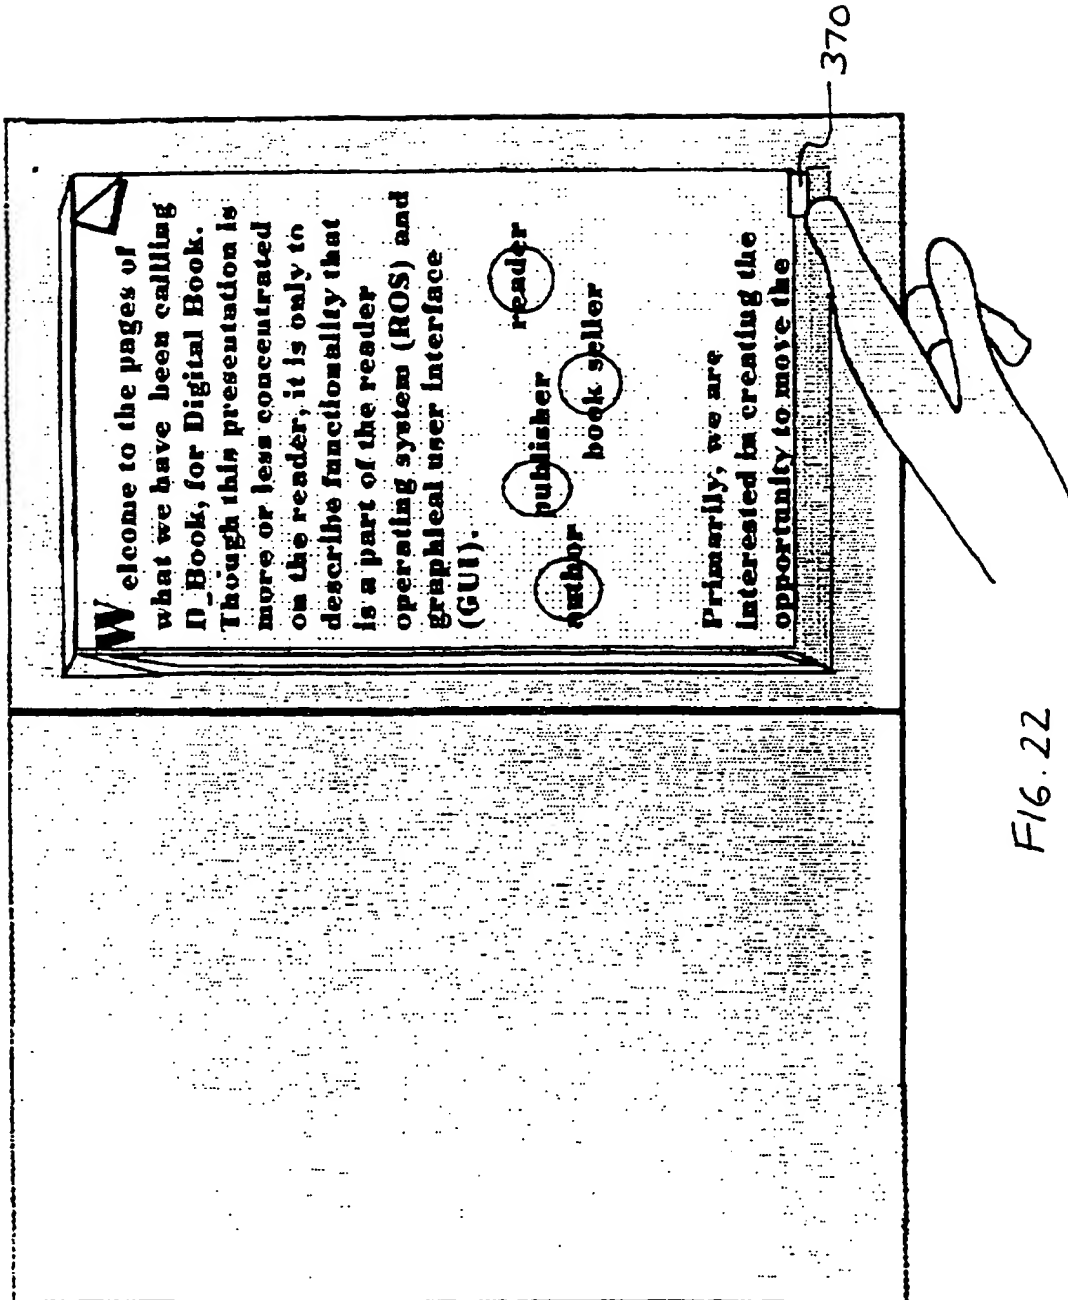 Welcome to the pages of
what we have been calling
D_Book, for Digital Book.
Though this presentation is
more or less concentrated
on the reader, it is only to
describe functionality that
is a part of the reader
operating system (ROS) and
graphical user interface
(GUI).
author
publisher
book seller
reader
Primarily, we are
interested in creating the
opportunity to move the
370
FIG. 22